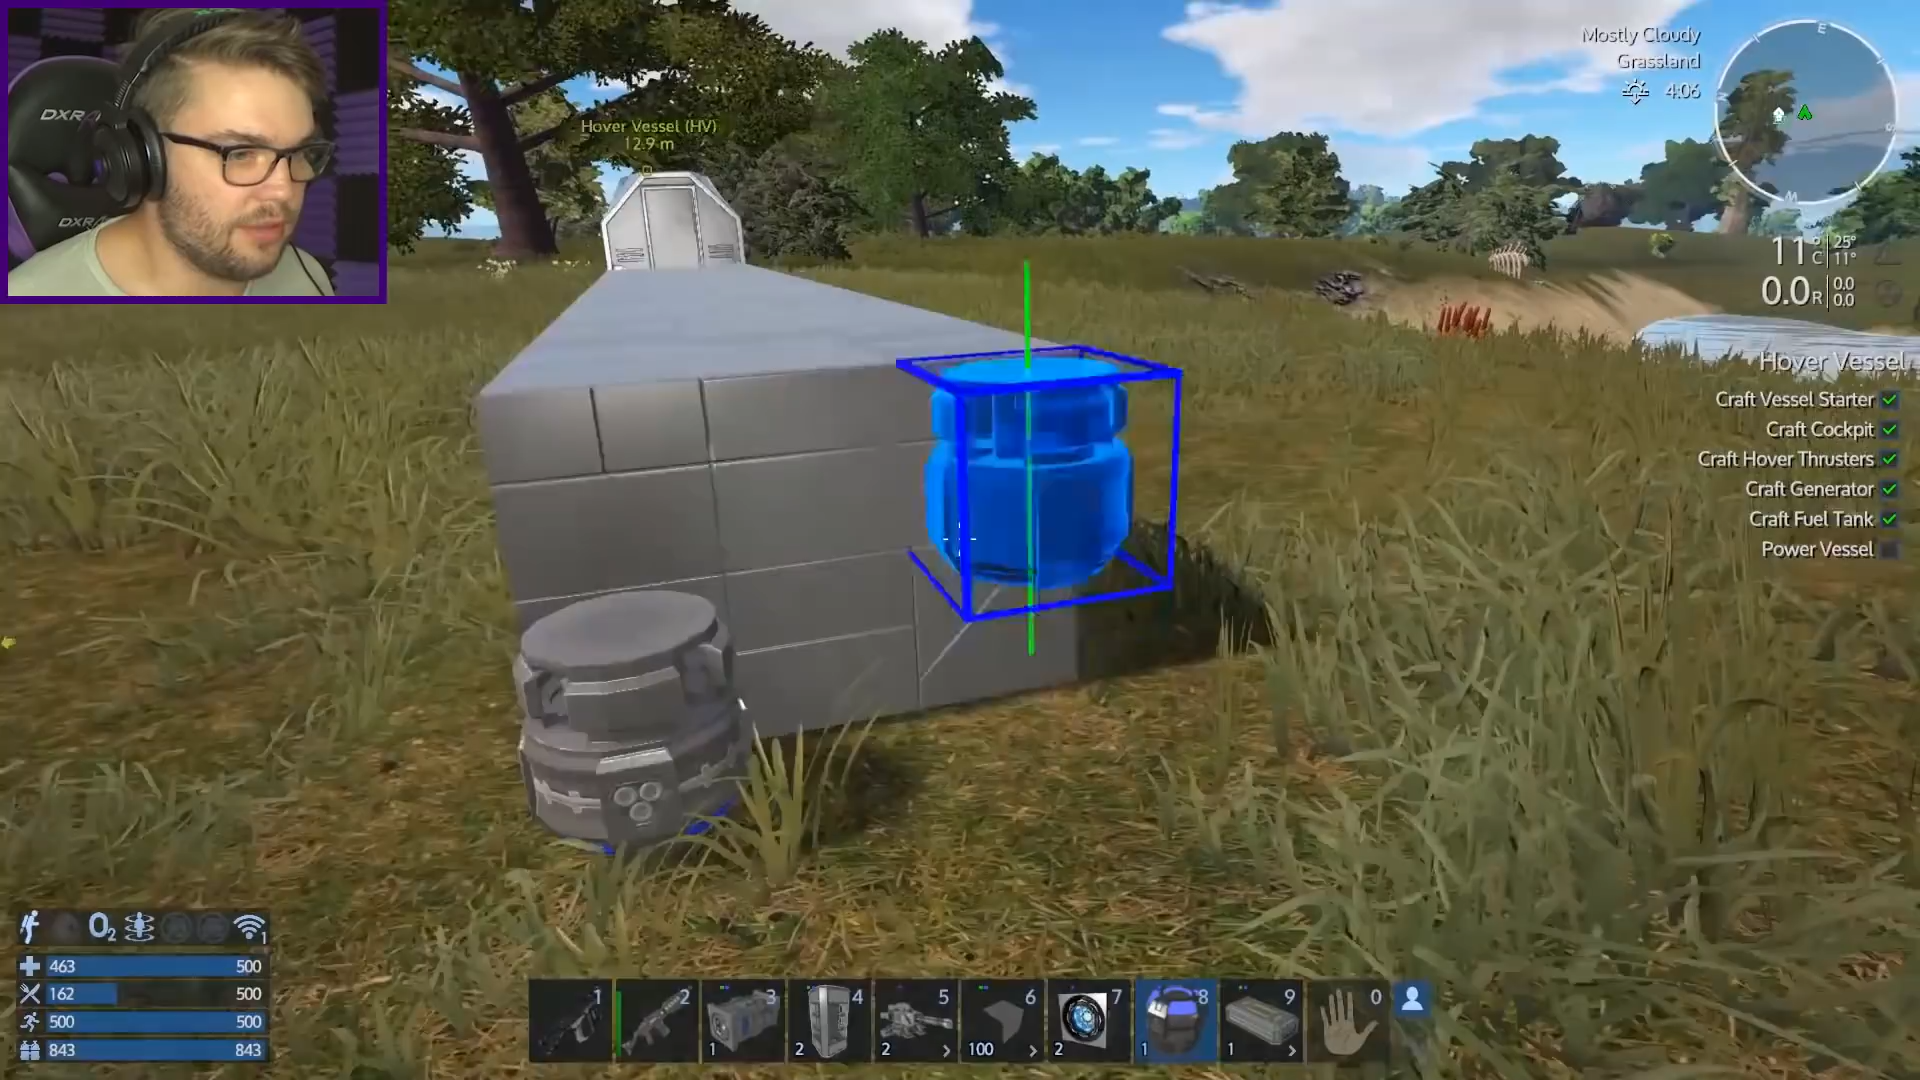 DXRA
DXRA
Hover Vessel (HV)
12.9 m
Mostly Cloudy
Grassland
4:06
E
S
W
11°C 25°
11°
0.0R 0.0
0.0
Hover Vessel
Craft Vessel Starter
Craft Cockpit
Craft Hover Thrusters
Craft Generator
Craft Fuel Tank
Power Vessel
O2
1
463 500
162 500
500 500
843 843
1 2 3 4 5 6 7 8 9 0
1 2 2 100 2 1 1